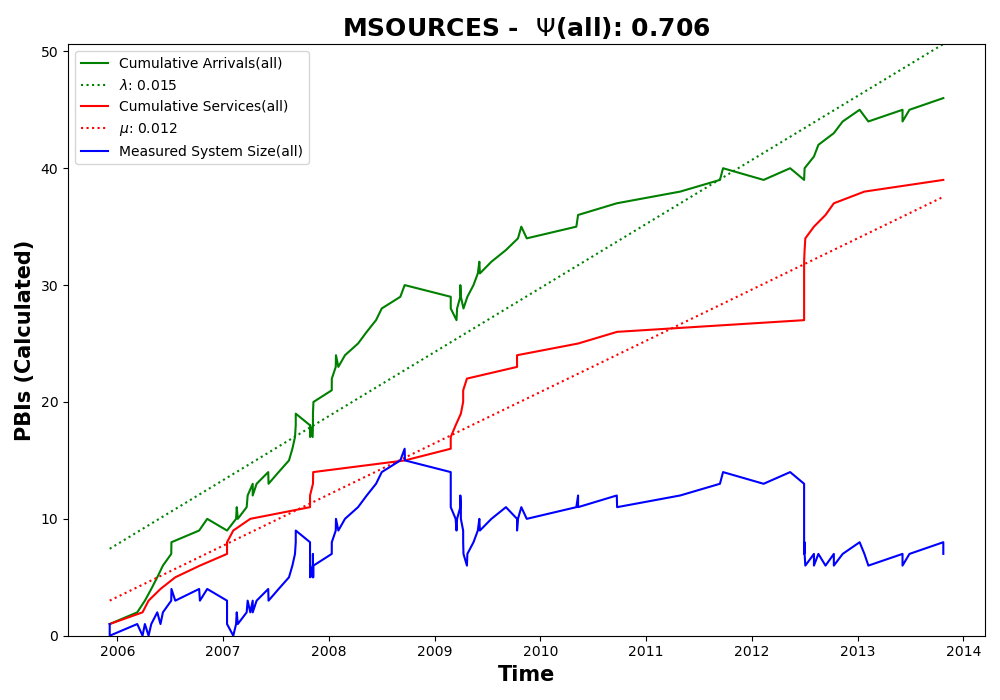 MSOURCES - Ψ(all): 0.706
Cumulative Arrivals(all)
λ: 0.015
Cumulative Services(all)
μ: 0.012
Measured System Size(all)
PBIs (Calculated)
50
40
30
20
10
0
2006 2007 2008 2009 2010 2011 2012 2013 2014
Time